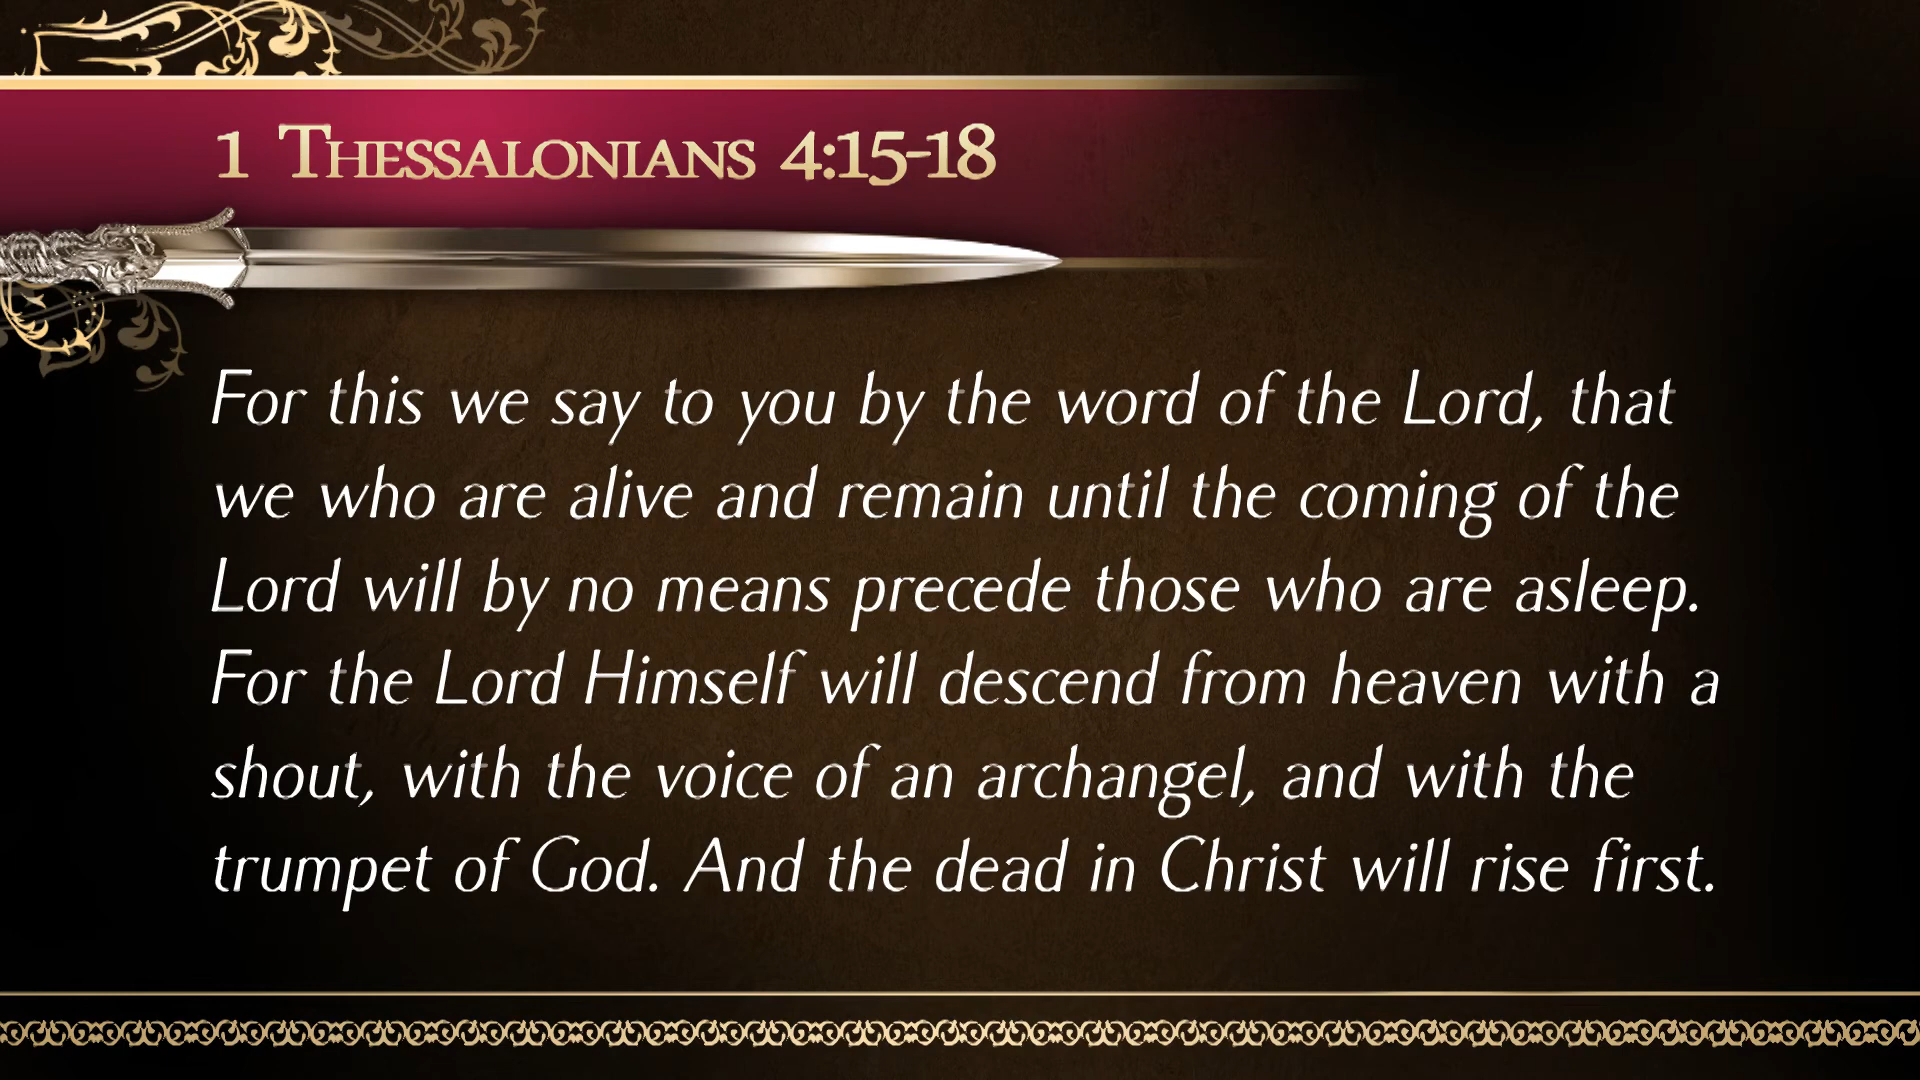 1 Thessalonians 4:15-18
For this we say to you by the word of the Lord, that
we who are alive and remain until the coming of the
Lord will by no means precede those who are asleep.
For the Lord Himself will descend from heaven with a
shout, with the voice of an archangel, and with the
trumpet of God. And the dead in Christ will rise first.